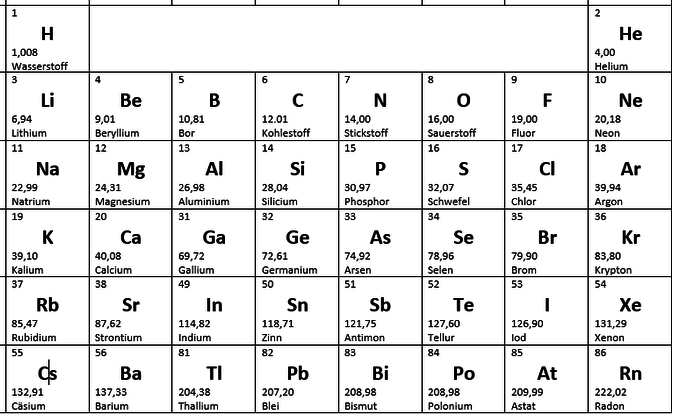 1 2
H He
1,008 4,00
Wasserstoff Helium
3 4 5 6 7 8 9 10
Li Be B C N O F Ne
6,94 9,01 10,81 12.01 14,00 16,00 19,00 20,18
Lithium Beryllium Bor Kohlestoff Stickstoff Sauerstoff Fluor Neon
11 12 13 14 15 16 17 18
Na Mg Al Si P S Cl Ar
22,99 24,31 26,98 28,04 30,97 32,07 35,45 39,94
Natrium Magnesium Aluminium Silicium Phosphor Schwefel Chlor Argon
19 20 31 32 33 34 35 36
K Ca Ga Ge As Se Br Kr
39,10 40,08 69,72 72,61 74,92 78,96 79,90 83,80
Kalium Calcium Gallium Germanium Arsen Selen Brom Krypton
37 38 49 50 51 52 53 54
Rb Sr In Sn Sb Te I Xe
85,47 87,62 114,82 118,71 121,75 127,60 126,90 131,29
Rubidium Strontium Indium Zinn Antimon Tellur Iod Xenon
55 56 81 82 83 84 85 86
Cs Ba Tl Pb Bi Po At Rn
132,91 137,33 204,38 207,20 208,98 208,98 209,99 222,02
Cäsium Barium Thallium Blei Bismut Polonium Astat Radon